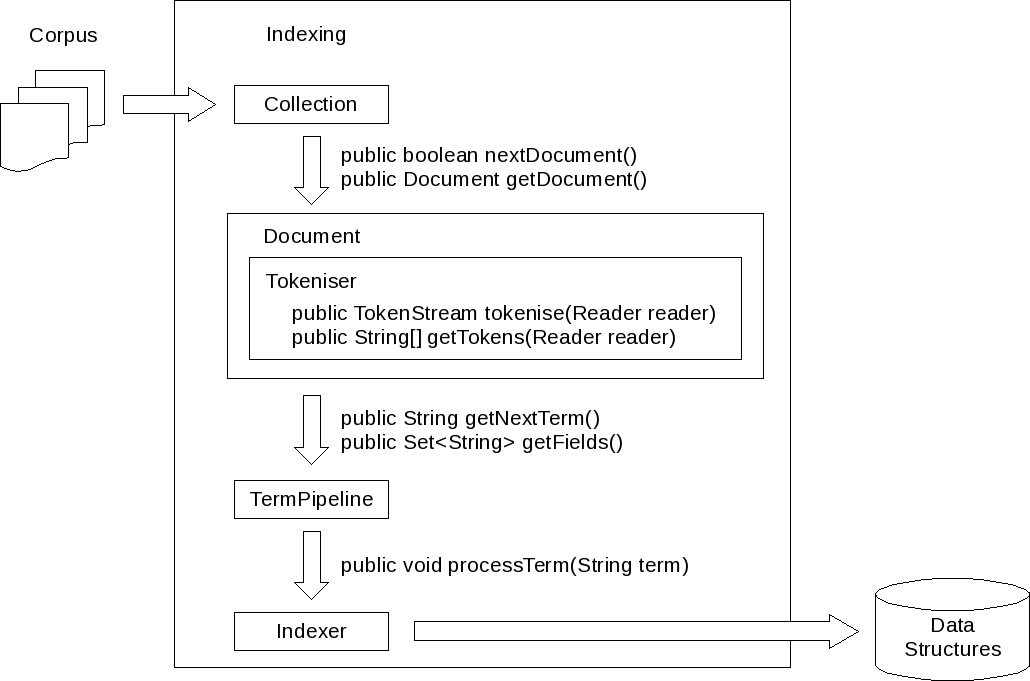 Corpus
Indexing
Collection
public boolean nextDocument()
public Document getDocument()
Document
Tokeniser
public TokenStream tokenise(Reader reader)
public String[] getTokens(Reader reader)
public String getNextTerm()
public Set<String> getFields()
TermPipeline
public void processTerm(String term)
Indexer
Data
Structures